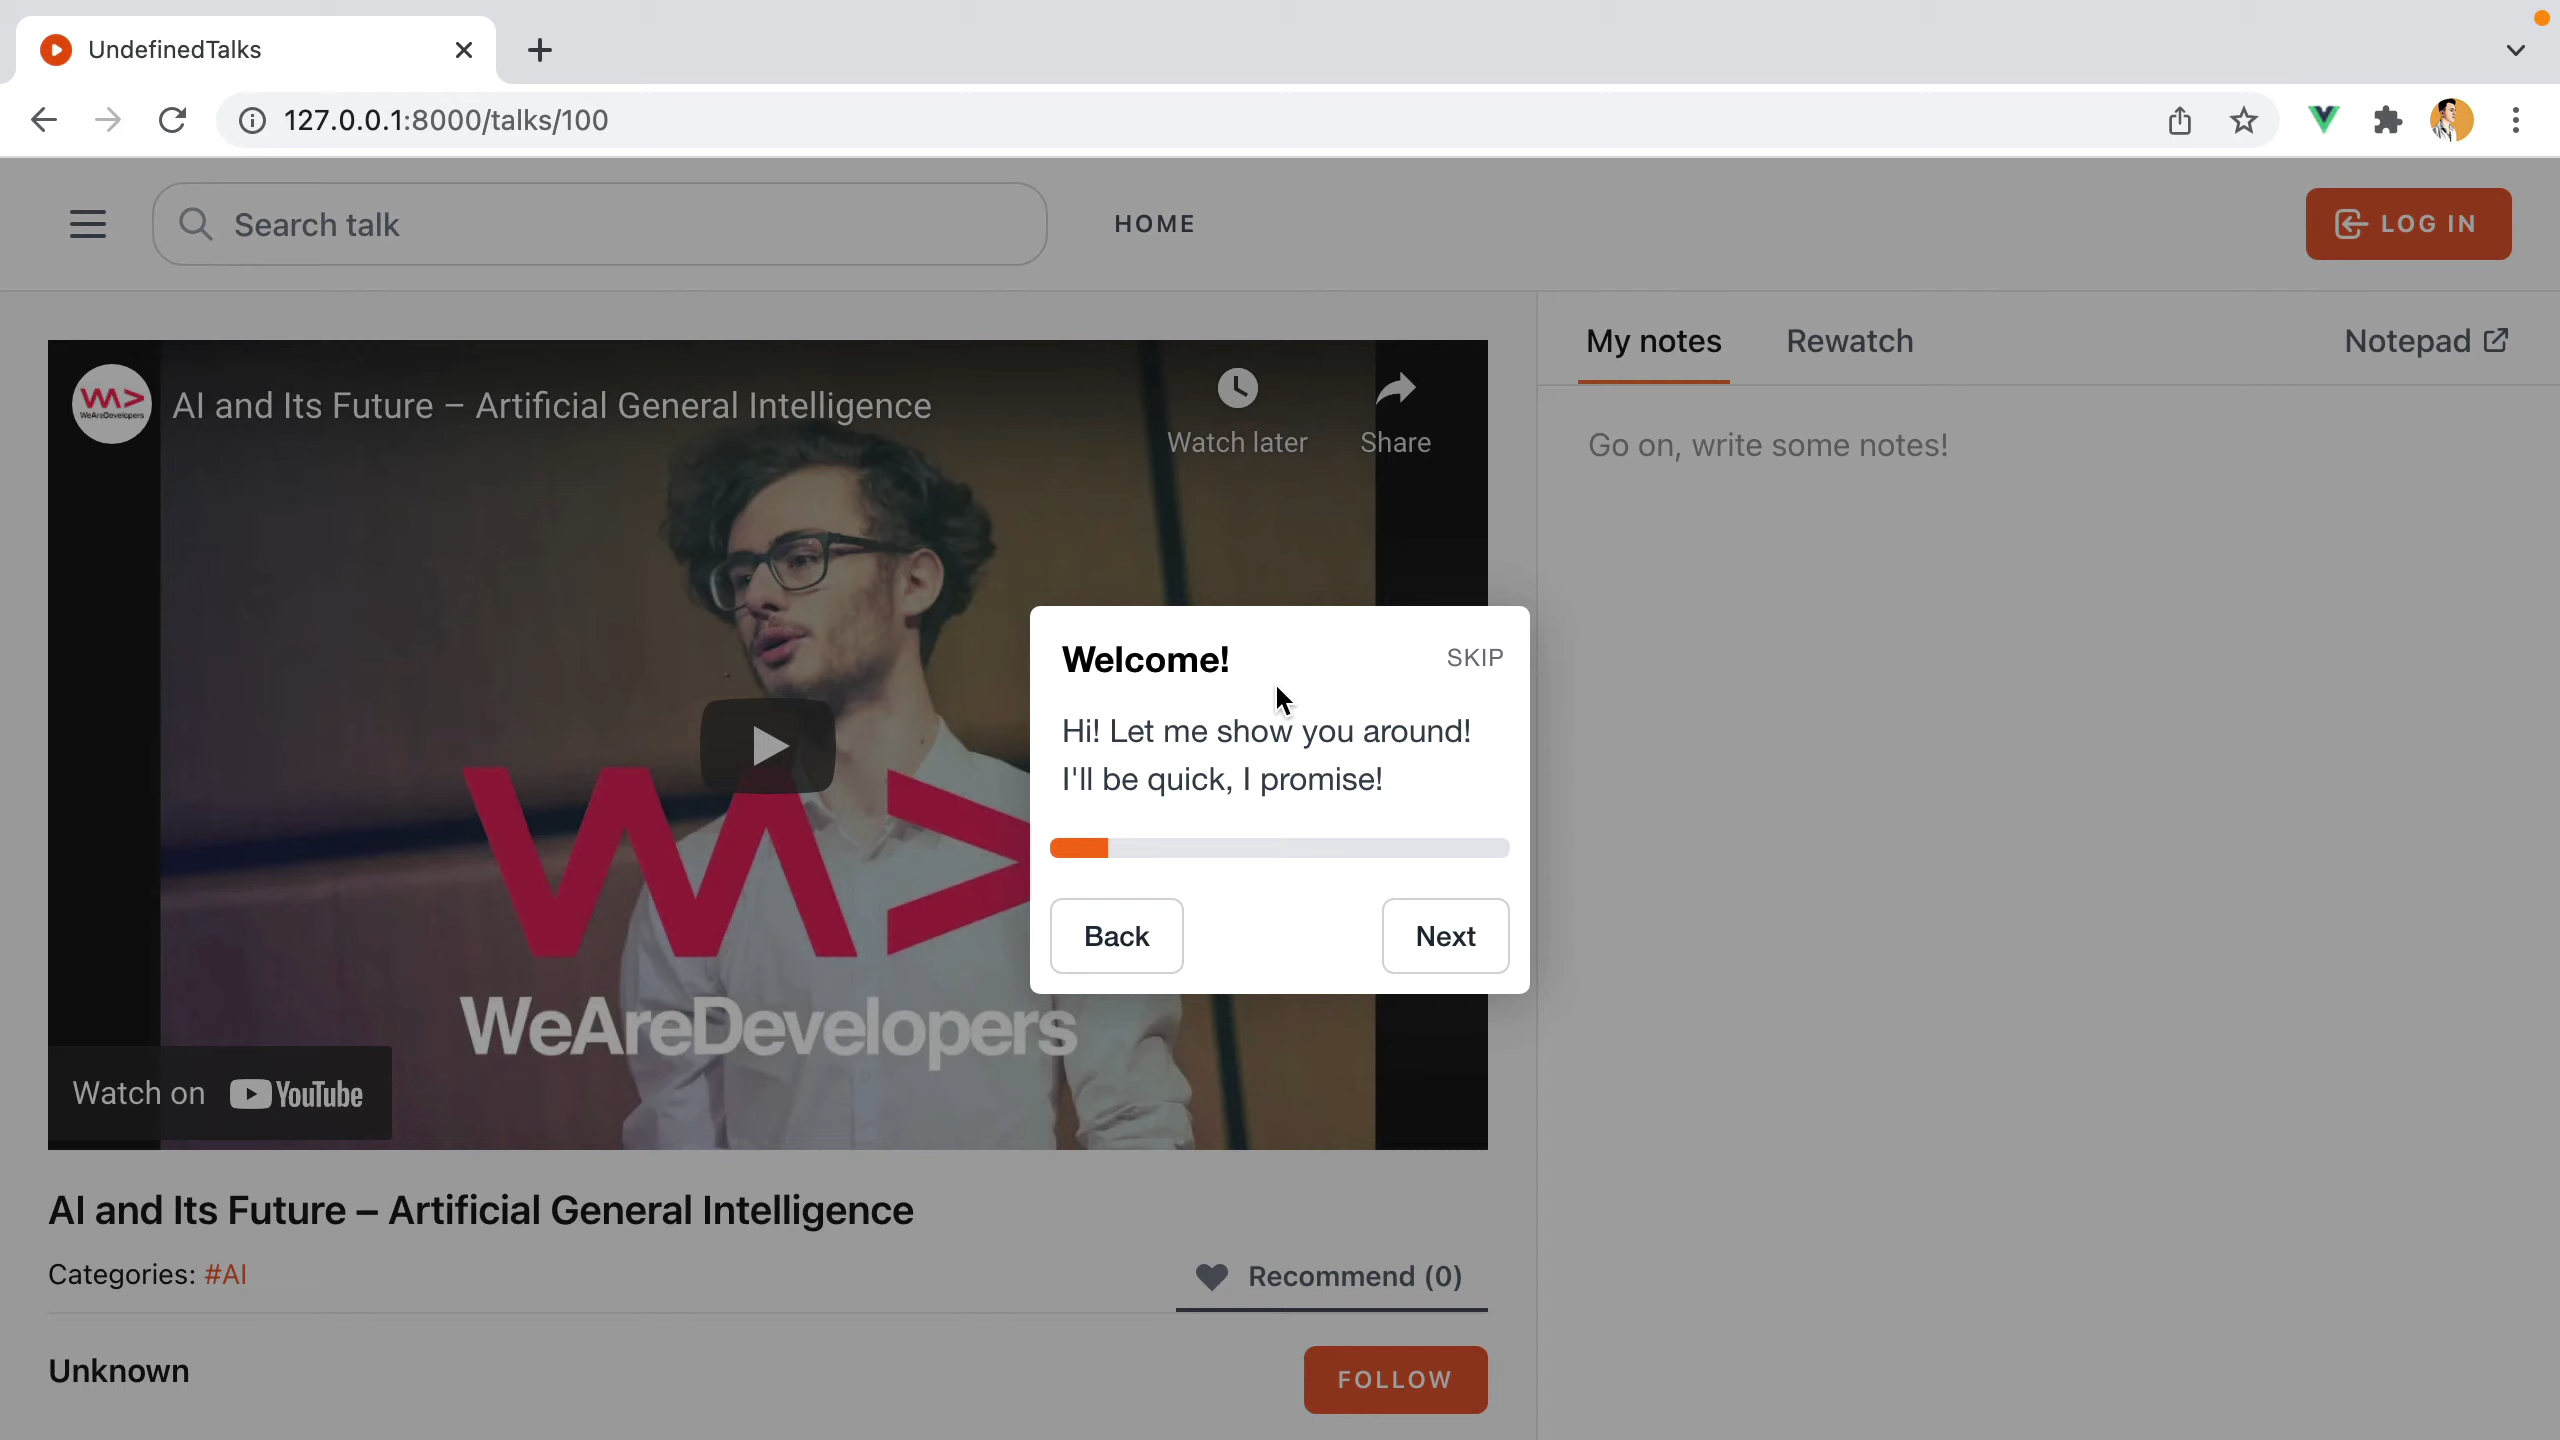 UndefinedTalks
127.0.0.1:8000/talks/100
Search talk
HOME
LOG IN
WeAreDevelopers
AI and Its Future – Artificial General Intelligence
Watch later
Share
WeAreDevelopers
Watch on YouTube
AI and Its Future – Artificial General Intelligence
Categories: #AI
Recommend (0)
Unknown
FOLLOW
My notes
Rewatch
Notepad
Go on, write some notes!
Welcome!
SKIP
Hi! Let me show you around!
I'll be quick, I promise!
Back
Next